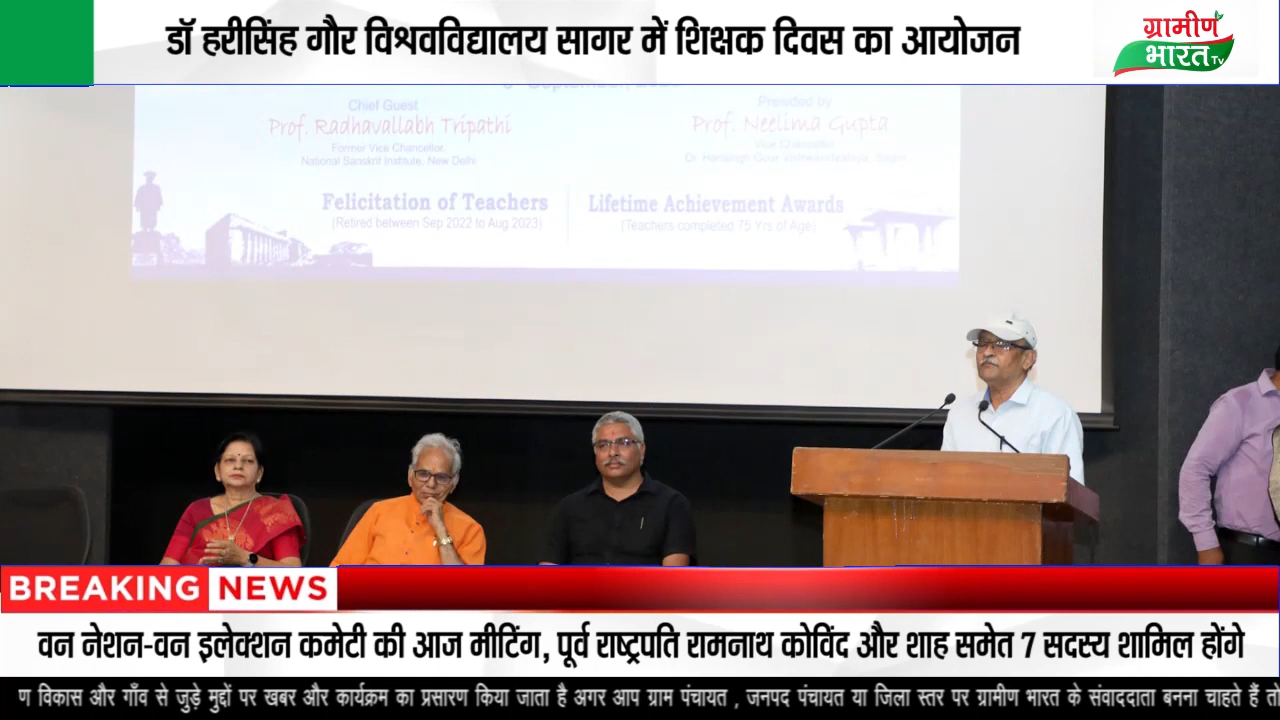 डॉ हरीसिंह गौर विश्वविद्यालय सागर में शिक्षक दिवस का आयोजन
ग्रामीण
भारत Tv
Chief Guest
Prof. Radhavallabh Tripathi
Former Vice Chancellor
National Sanskrit Institute, New Delhi
Presided by
Prof. Neelima Gupta
Vice Chancellor
Felicitation of Teachers
(Retired between Sep 2022 to Aug 2023)
Lifetime Achievement Awards
(Teachers completed 75 Yrs of Age)
BREAKING NEWS
वन नेशन-वन इलेक्शन कमेटी की आज मीटिंग, पूर्व राष्ट्रपति रामनाथ कोविंद और शाह समेत 7 सदस्य शामिल होंगे
ण विकास और गाँव से जुड़े मुद्दों पर खबर और कार्यक्रम का प्रसारण किया जाता है अगर आप ग्राम पंचायत , जनपद पंचायत या जिला स्तर पर ग्रामीण भारत के संवाददाता बनना चाहते हैं तो